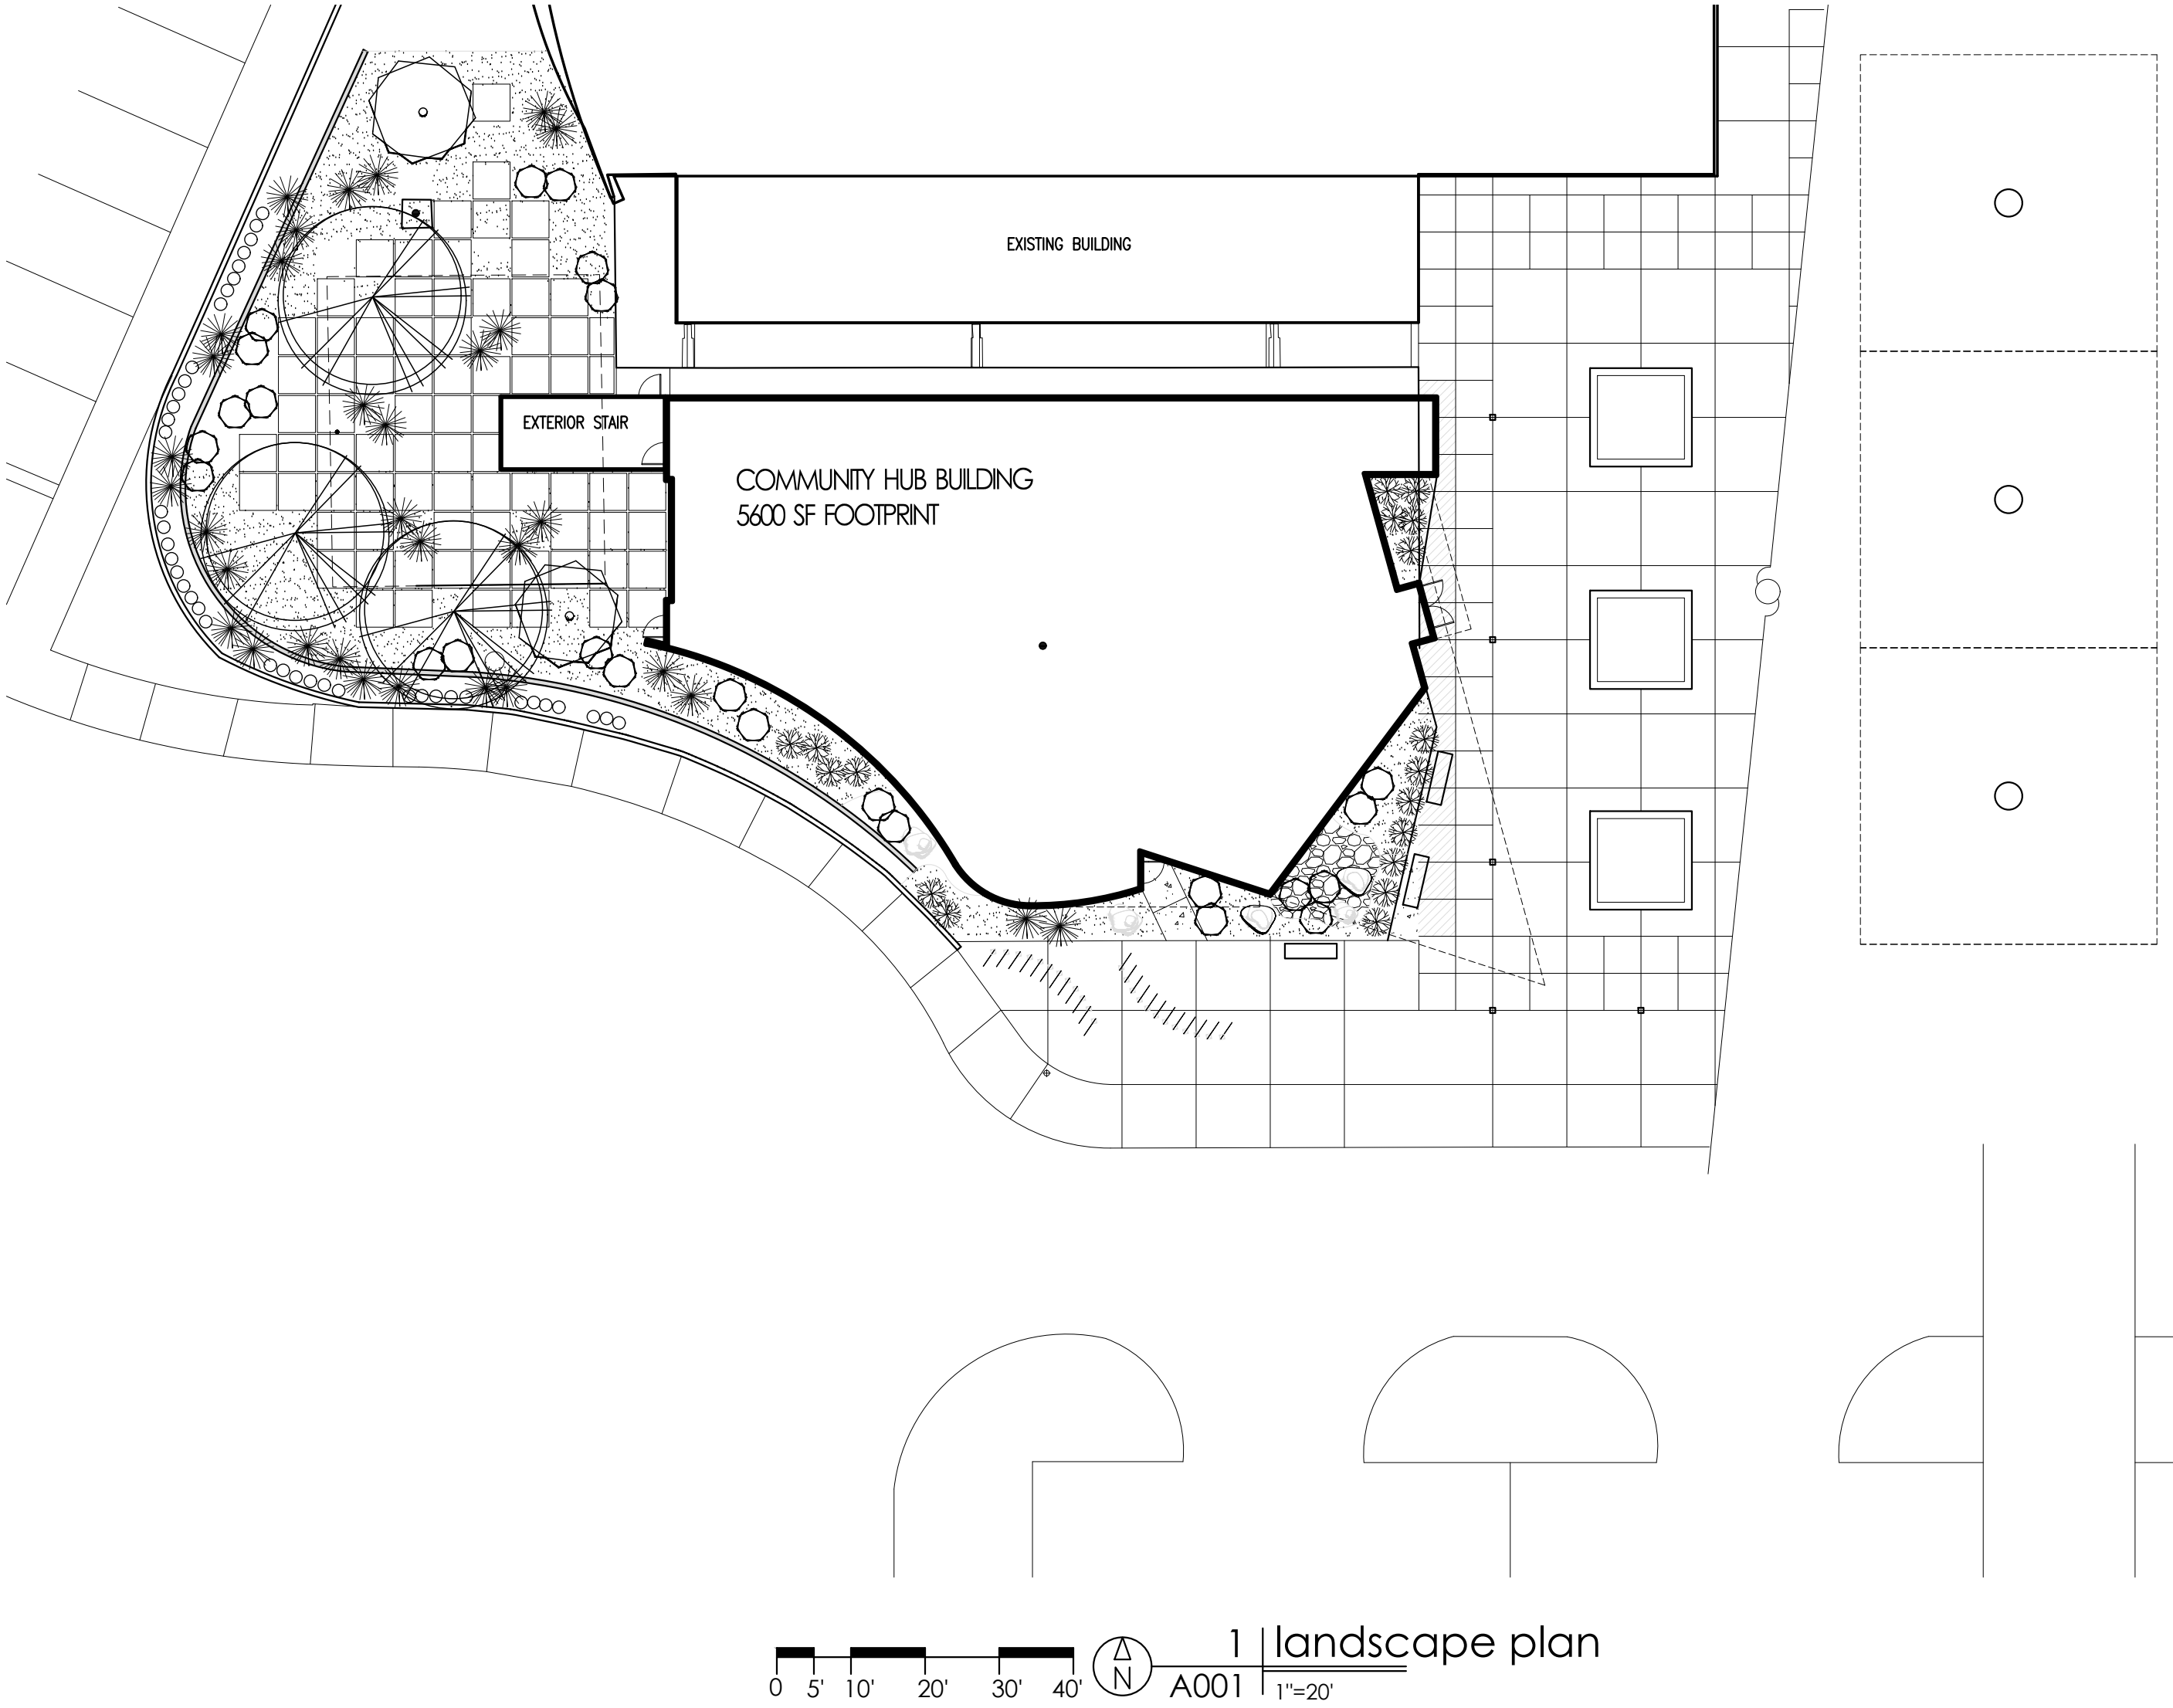 EXISTING BUILDING
EXTERIOR STAIR
COMMUNITY HUB BUILDING
5600 SF FOOTPRINT
0 5' 10' 20' 30' 40'
N
1 landscape plan
A001 1"=20'